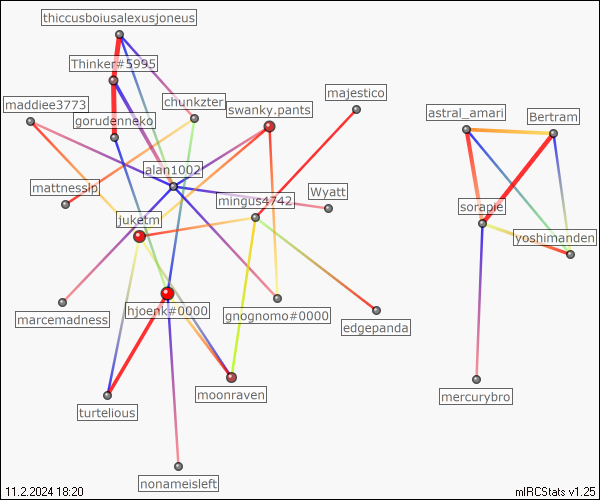 thiccusboiusalexusjoneus
Thinker#5995
majestico
maddiee3773
chunkzter
swanky.pants
astral_amari
Bertram
gorudenneko
alan1002
mattnesslp
mingus4742
Wyatt
sorapie
juketm
yoshimanden
marcemadness
hjoenk#0000
gnognomo#0000
edgepanda
moonraven
mercurybro
turtelious
nonameisleft
11.2.2024 18:20
mIRCStats v1.25